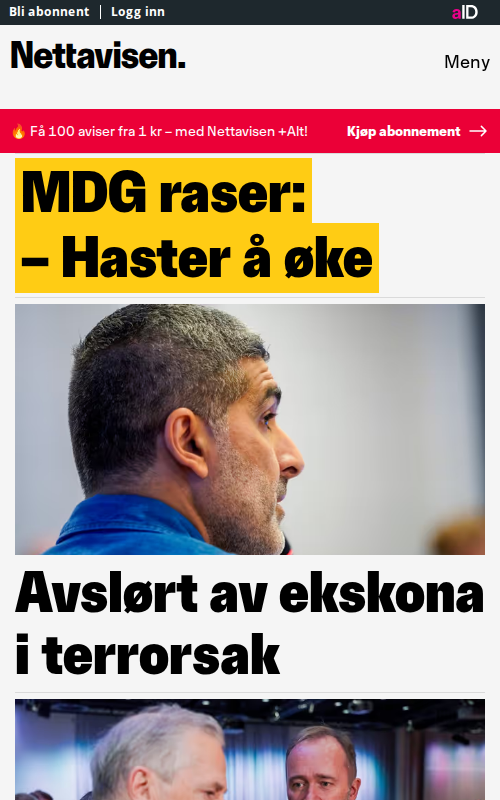 Bli abonnent | Logg inn
aID
Nettavisen.
Meny
🔥 Få 100 aviser fra 1 kr – med Nettavisen +Alt!
Kjøp abonnement →
MDG raser:
– Haster å øke
Avslørt av ekskona
i terrorsak